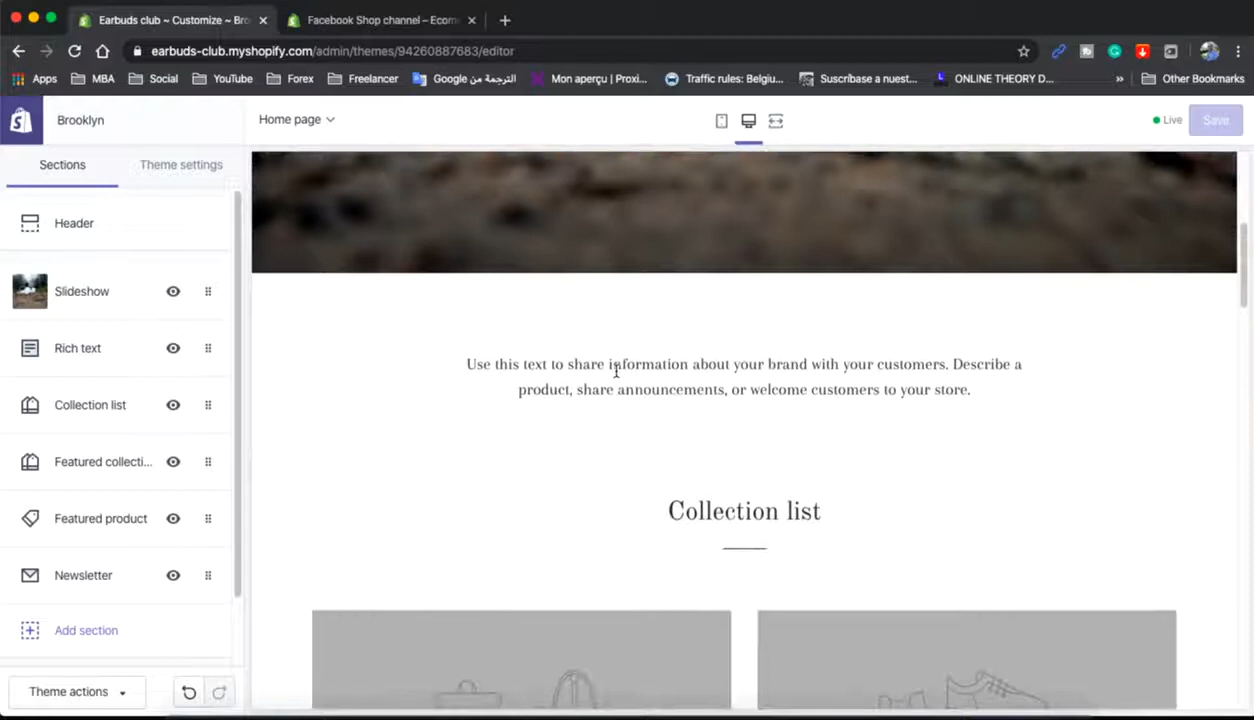 Earbuds club ~ Customize ~ Bro
Facebook Shop channel – Ecom
earbuds-club.myshopify.com/admin/themes/94260887683/editor
Apps
MBA
Social
YouTube
Forex
Freelancer
الترجمة من Google
Mon aperçu | Proxi...
Traffic rules: Belgiu...
Suscríbase a nuest...
ONLINE THEORY D...
»
Other Bookmarks
Brooklyn
Home page
Live
Save
Sections
Theme settings
Header
Slideshow
Rich text
Collection list
Featured collecti...
Featured product
Newsletter
Add section
Theme actions
Use this text to share information about your brand with your customers. Describe a
product, share announcements, or welcome customers to your store.
Collection list